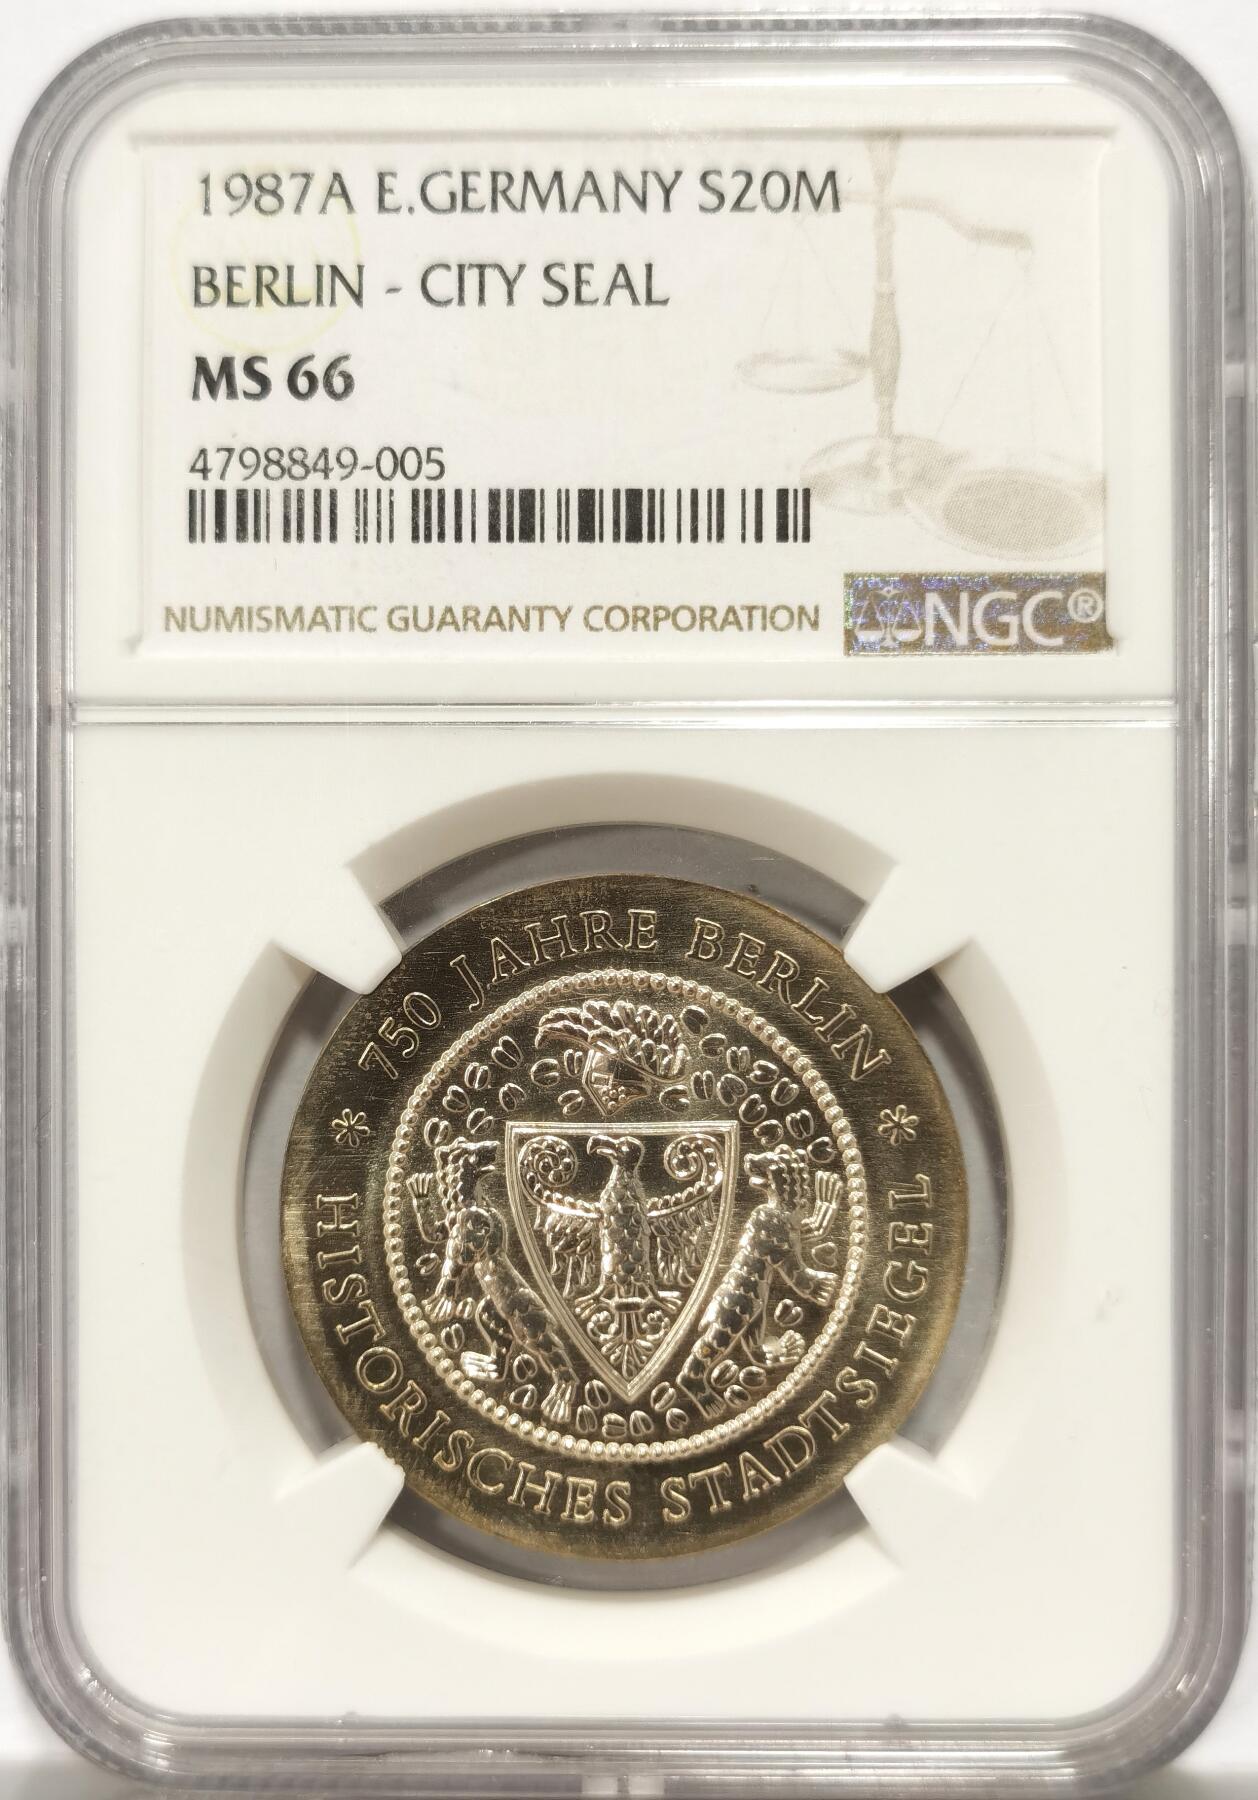 1987A E.GERMANY S20M
BERLIN - CITY SEAL
MS 66
4798849-005
NUMISMATIC GUARANTY CORPORATION
NGC®
750 JAHRE BERLIN
* HISTORISCHES STADTSIEGEL *